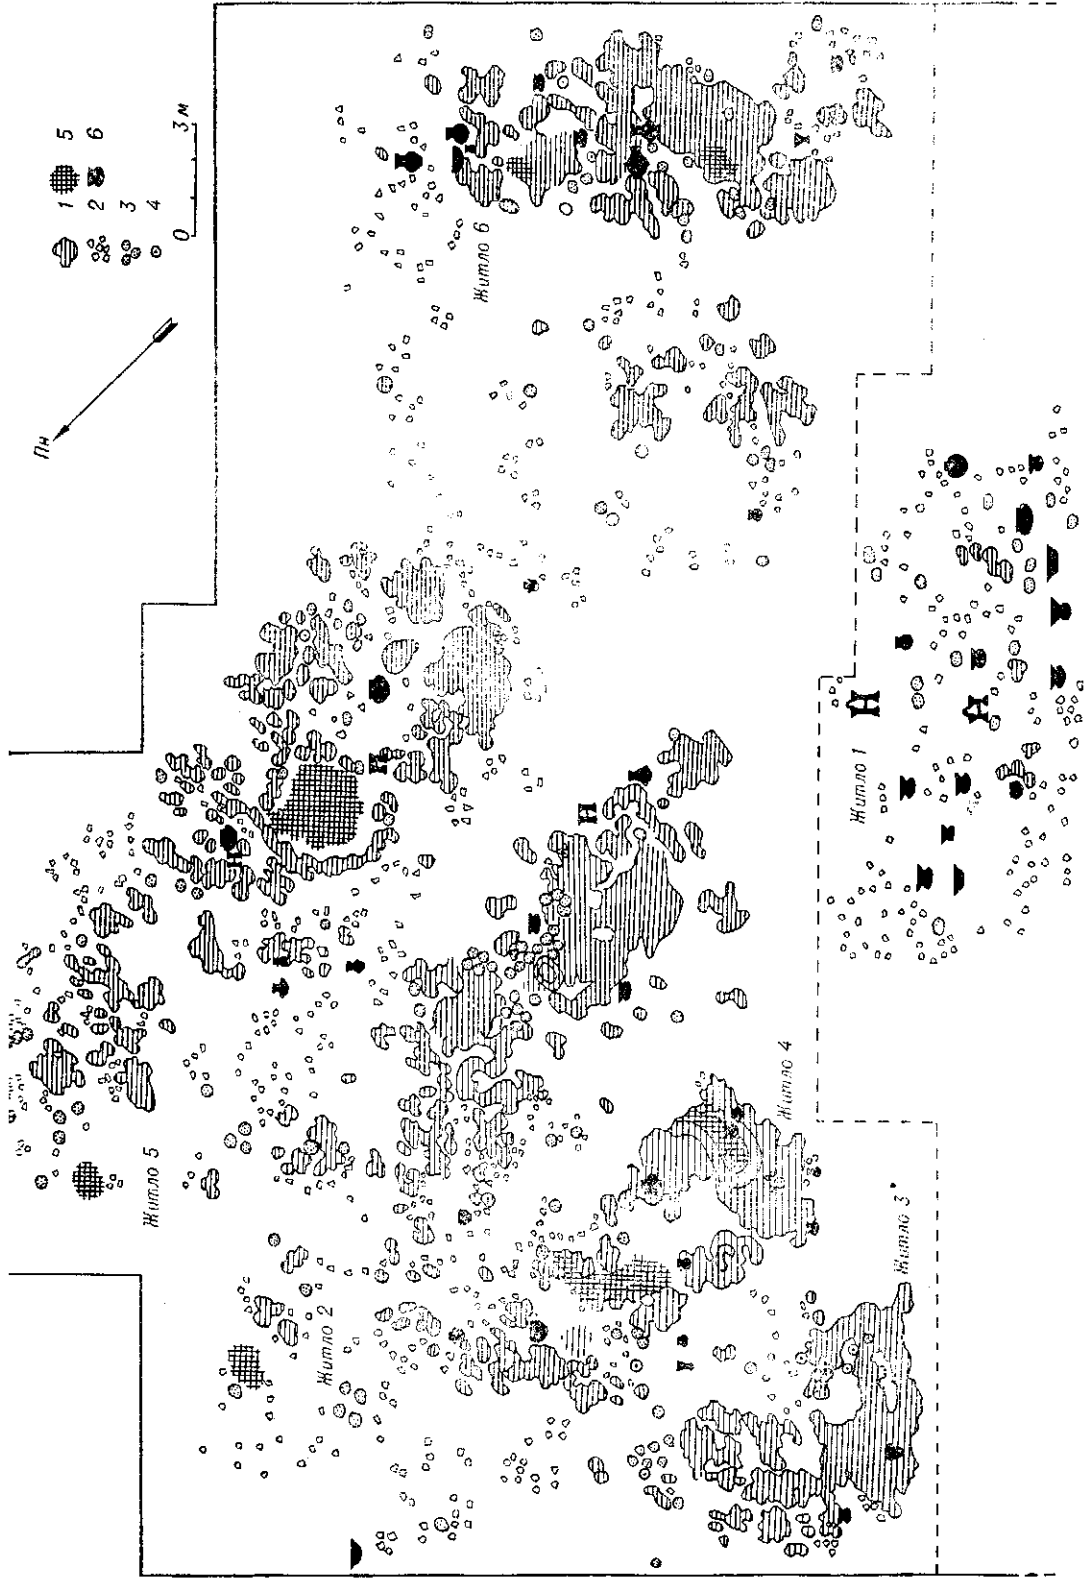 Пн
1 5
2 6
3
4
0 3 м
Житло 6
Житло 5
Житло 2
Житло 4
Житло 3
Житло 1